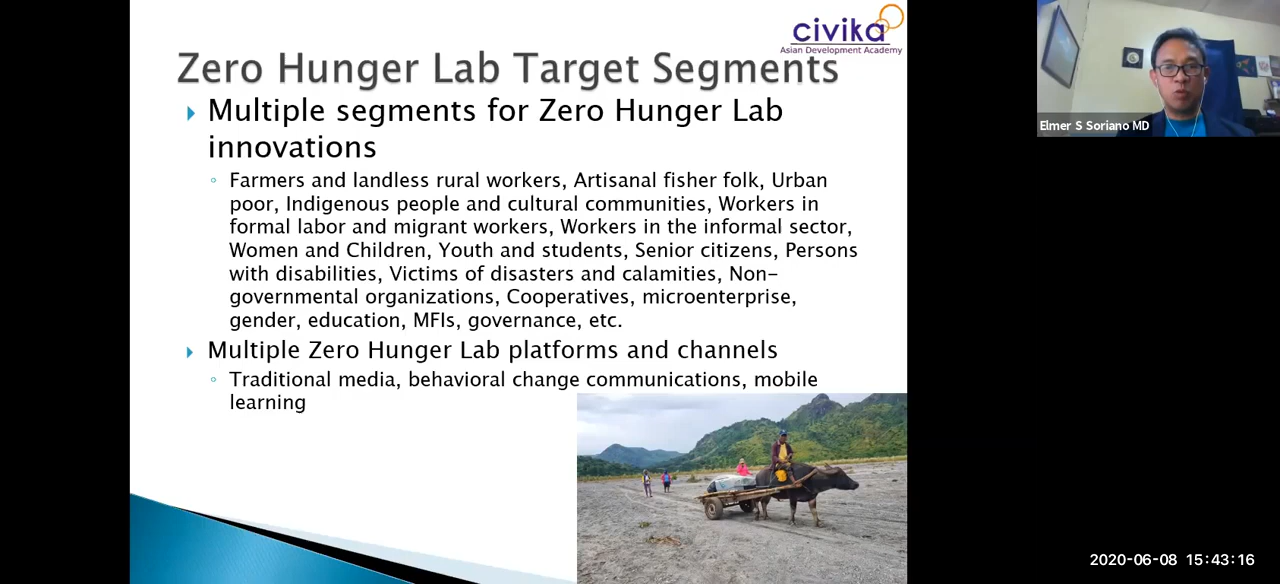 civika
Asian Development Academy
Zero Hunger Lab Target Segments
Multiple segments for Zero Hunger Lab
innovations
Farmers and landless rural workers, Artisanal fisher folk, Urban
poor, Indigenous people and cultural communities, Workers in
formal labor and migrant workers, Workers in the informal sector,
Women and Children, Youth and students, Senior citizens, Persons
with disabilities, Victims of disasters and calamities, Non-
governmental organizations, Cooperatives, microenterprise,
gender, education, MFIs, governance, etc.
Multiple Zero Hunger Lab platforms and channels
Traditional media, behavioral change communications, mobile
learning
Elmer S Soriano MD
2020-06-08 15:43:16